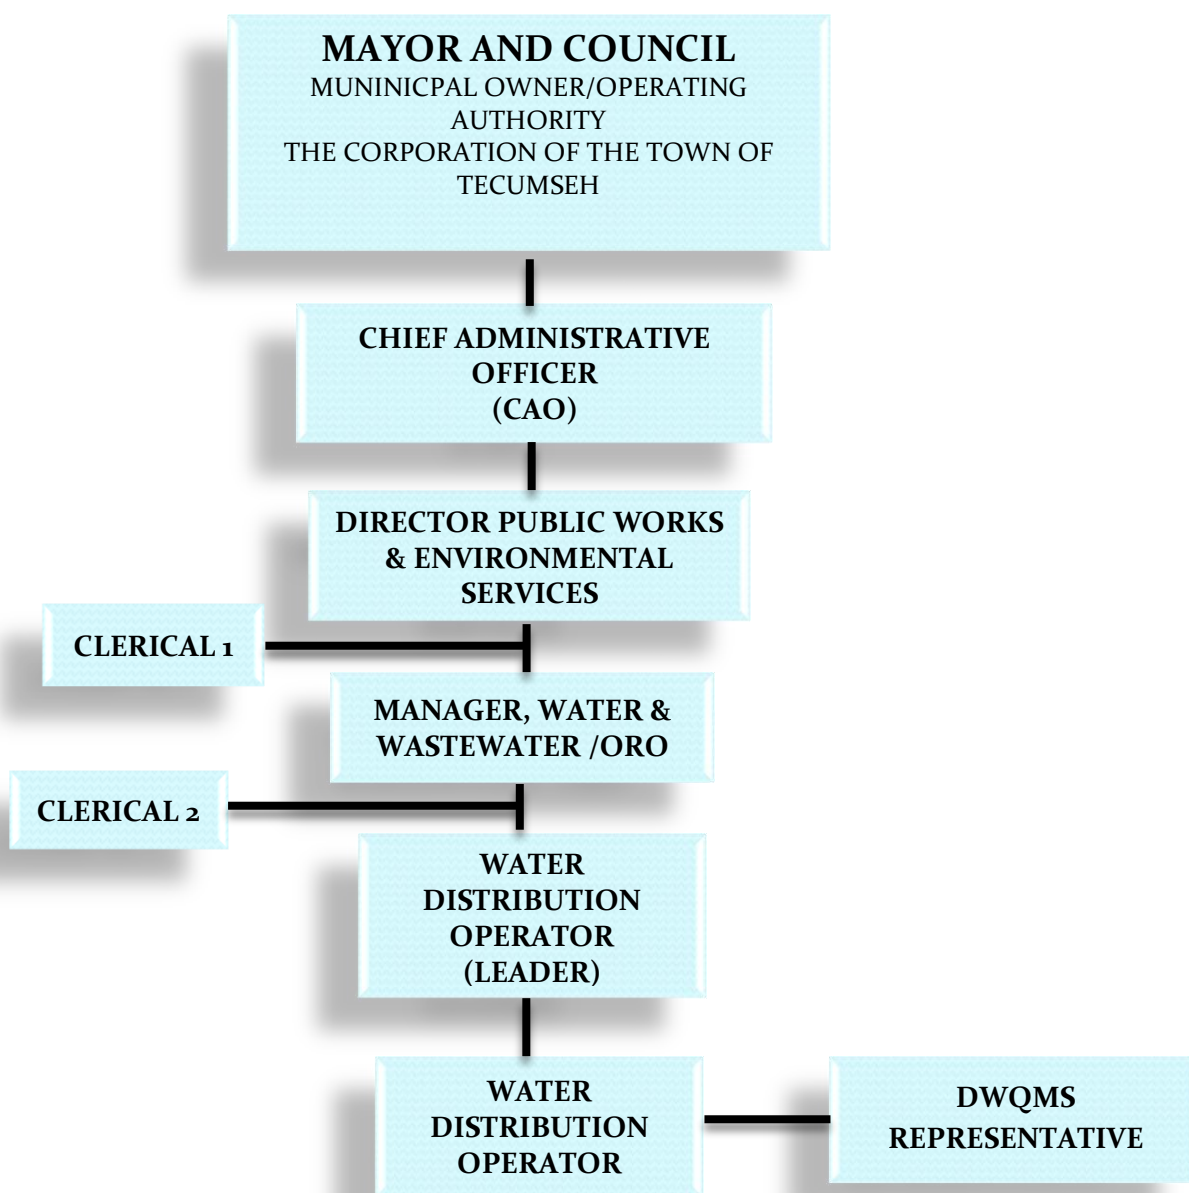 MAYOR AND COUNCIL
MUNINICPAL OWNER/OPERATING
AUTHORITY
THE CORPORATION OF THE TOWN OF
TECUMSEH
CHIEF ADMINISTRATIVE
OFFICER
(CAO)
DIRECTOR PUBLIC WORKS
& ENVIRONMENTAL
SERVICES
CLERICAL 1
MANAGER, WATER &
WASTEWATER /ORO
CLERICAL 2
WATER
DISTRIBUTION
OPERATOR
(LEADER)
WATER
DISTRIBUTION
OPERATOR
DWQMS
REPRESENTATIVE